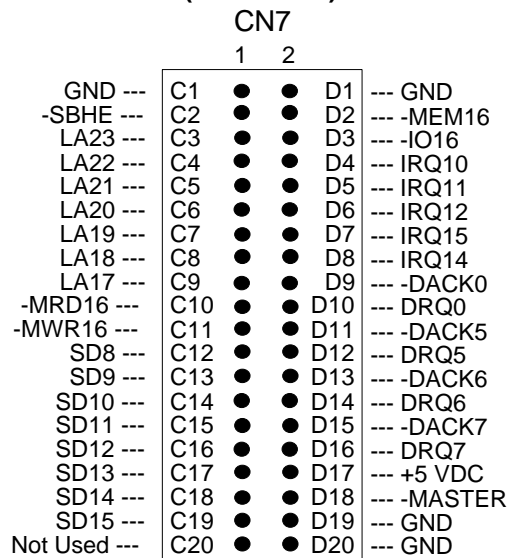 CN7
1 2
GND --- C1 D1 --- GND
-SBHE --- C2 D2 --- -MEM16
LA23 --- C3 D3 --- -IO16
LA22 --- C4 D4 --- IRQ10
LA21 --- C5 D5 --- IRQ11
LA20 --- C6 D6 --- IRQ12
LA19 --- C7 D7 --- IRQ15
LA18 --- C8 D8 --- IRQ14
LA17 --- C9 D9 --- -DACK0
-MRD16 --- C10 D10 --- DRQ0
-MWR16 --- C11 D11 --- -DACK5
SD8 --- C12 D12 --- DRQ5
SD9 --- C13 D13 --- -DACK6
SD10 --- C14 D14 --- DRQ6
SD11 --- C15 D15 --- -DACK7
SD12 --- C16 D16 --- DRQ7
SD13 --- C17 D17 --- +5 VDC
SD14 --- C18 D18 --- -MASTER
SD15 --- C19 D19 --- GND
Not Used --- C20 D20 --- GND